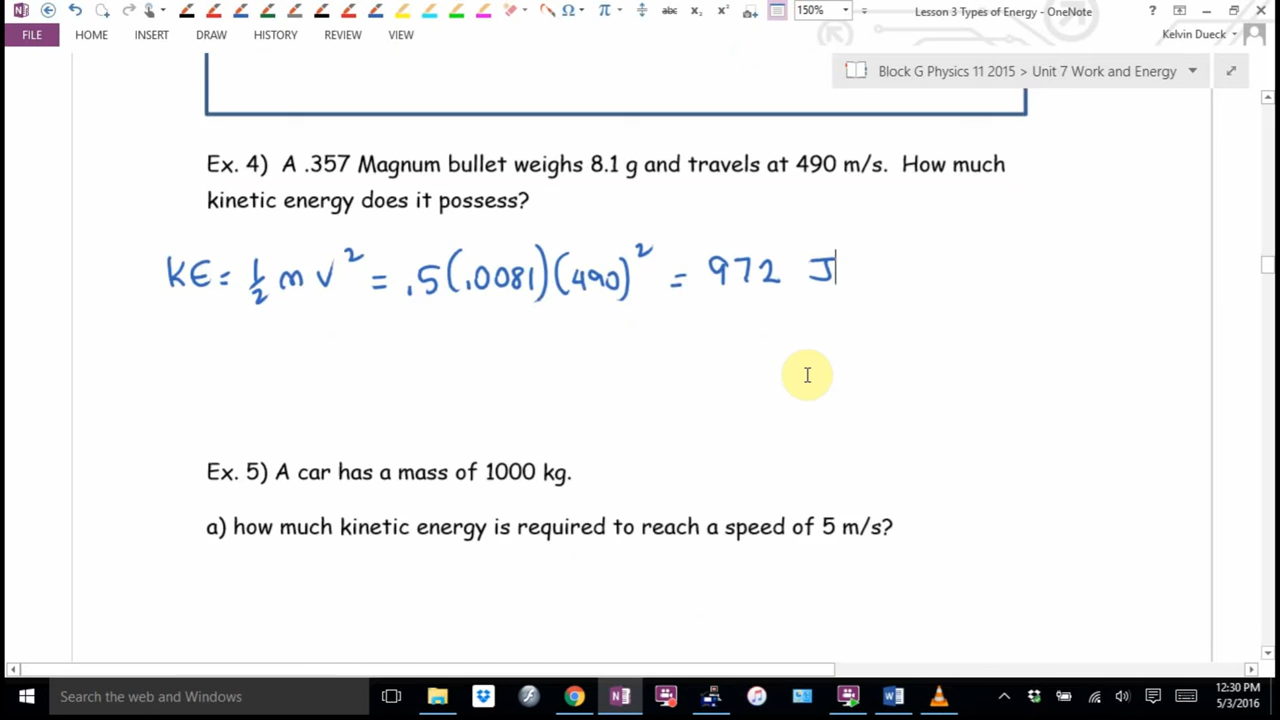 150%
Lesson 3 Types of Energy - OneNote
?
FILE HOME INSERT DRAW HISTORY VIEW
Kelvin Dueck
Block G Physics 11 2015 > Unit 7 Work and Energy
Ex. 4) A .357 Magnum bullet weighs 8.1 g and travels at 490 m/s. How much
kinetic energy does it possess?
KE = ½ m v² = .5(.0081)(490)² = 972 J
Ex. 5) A car has a mass of 1000 kg.
a) how much kinetic energy is required to reach a speed of 5 m/s?
Search the web and Windows
12:30 PM
5/3/2016